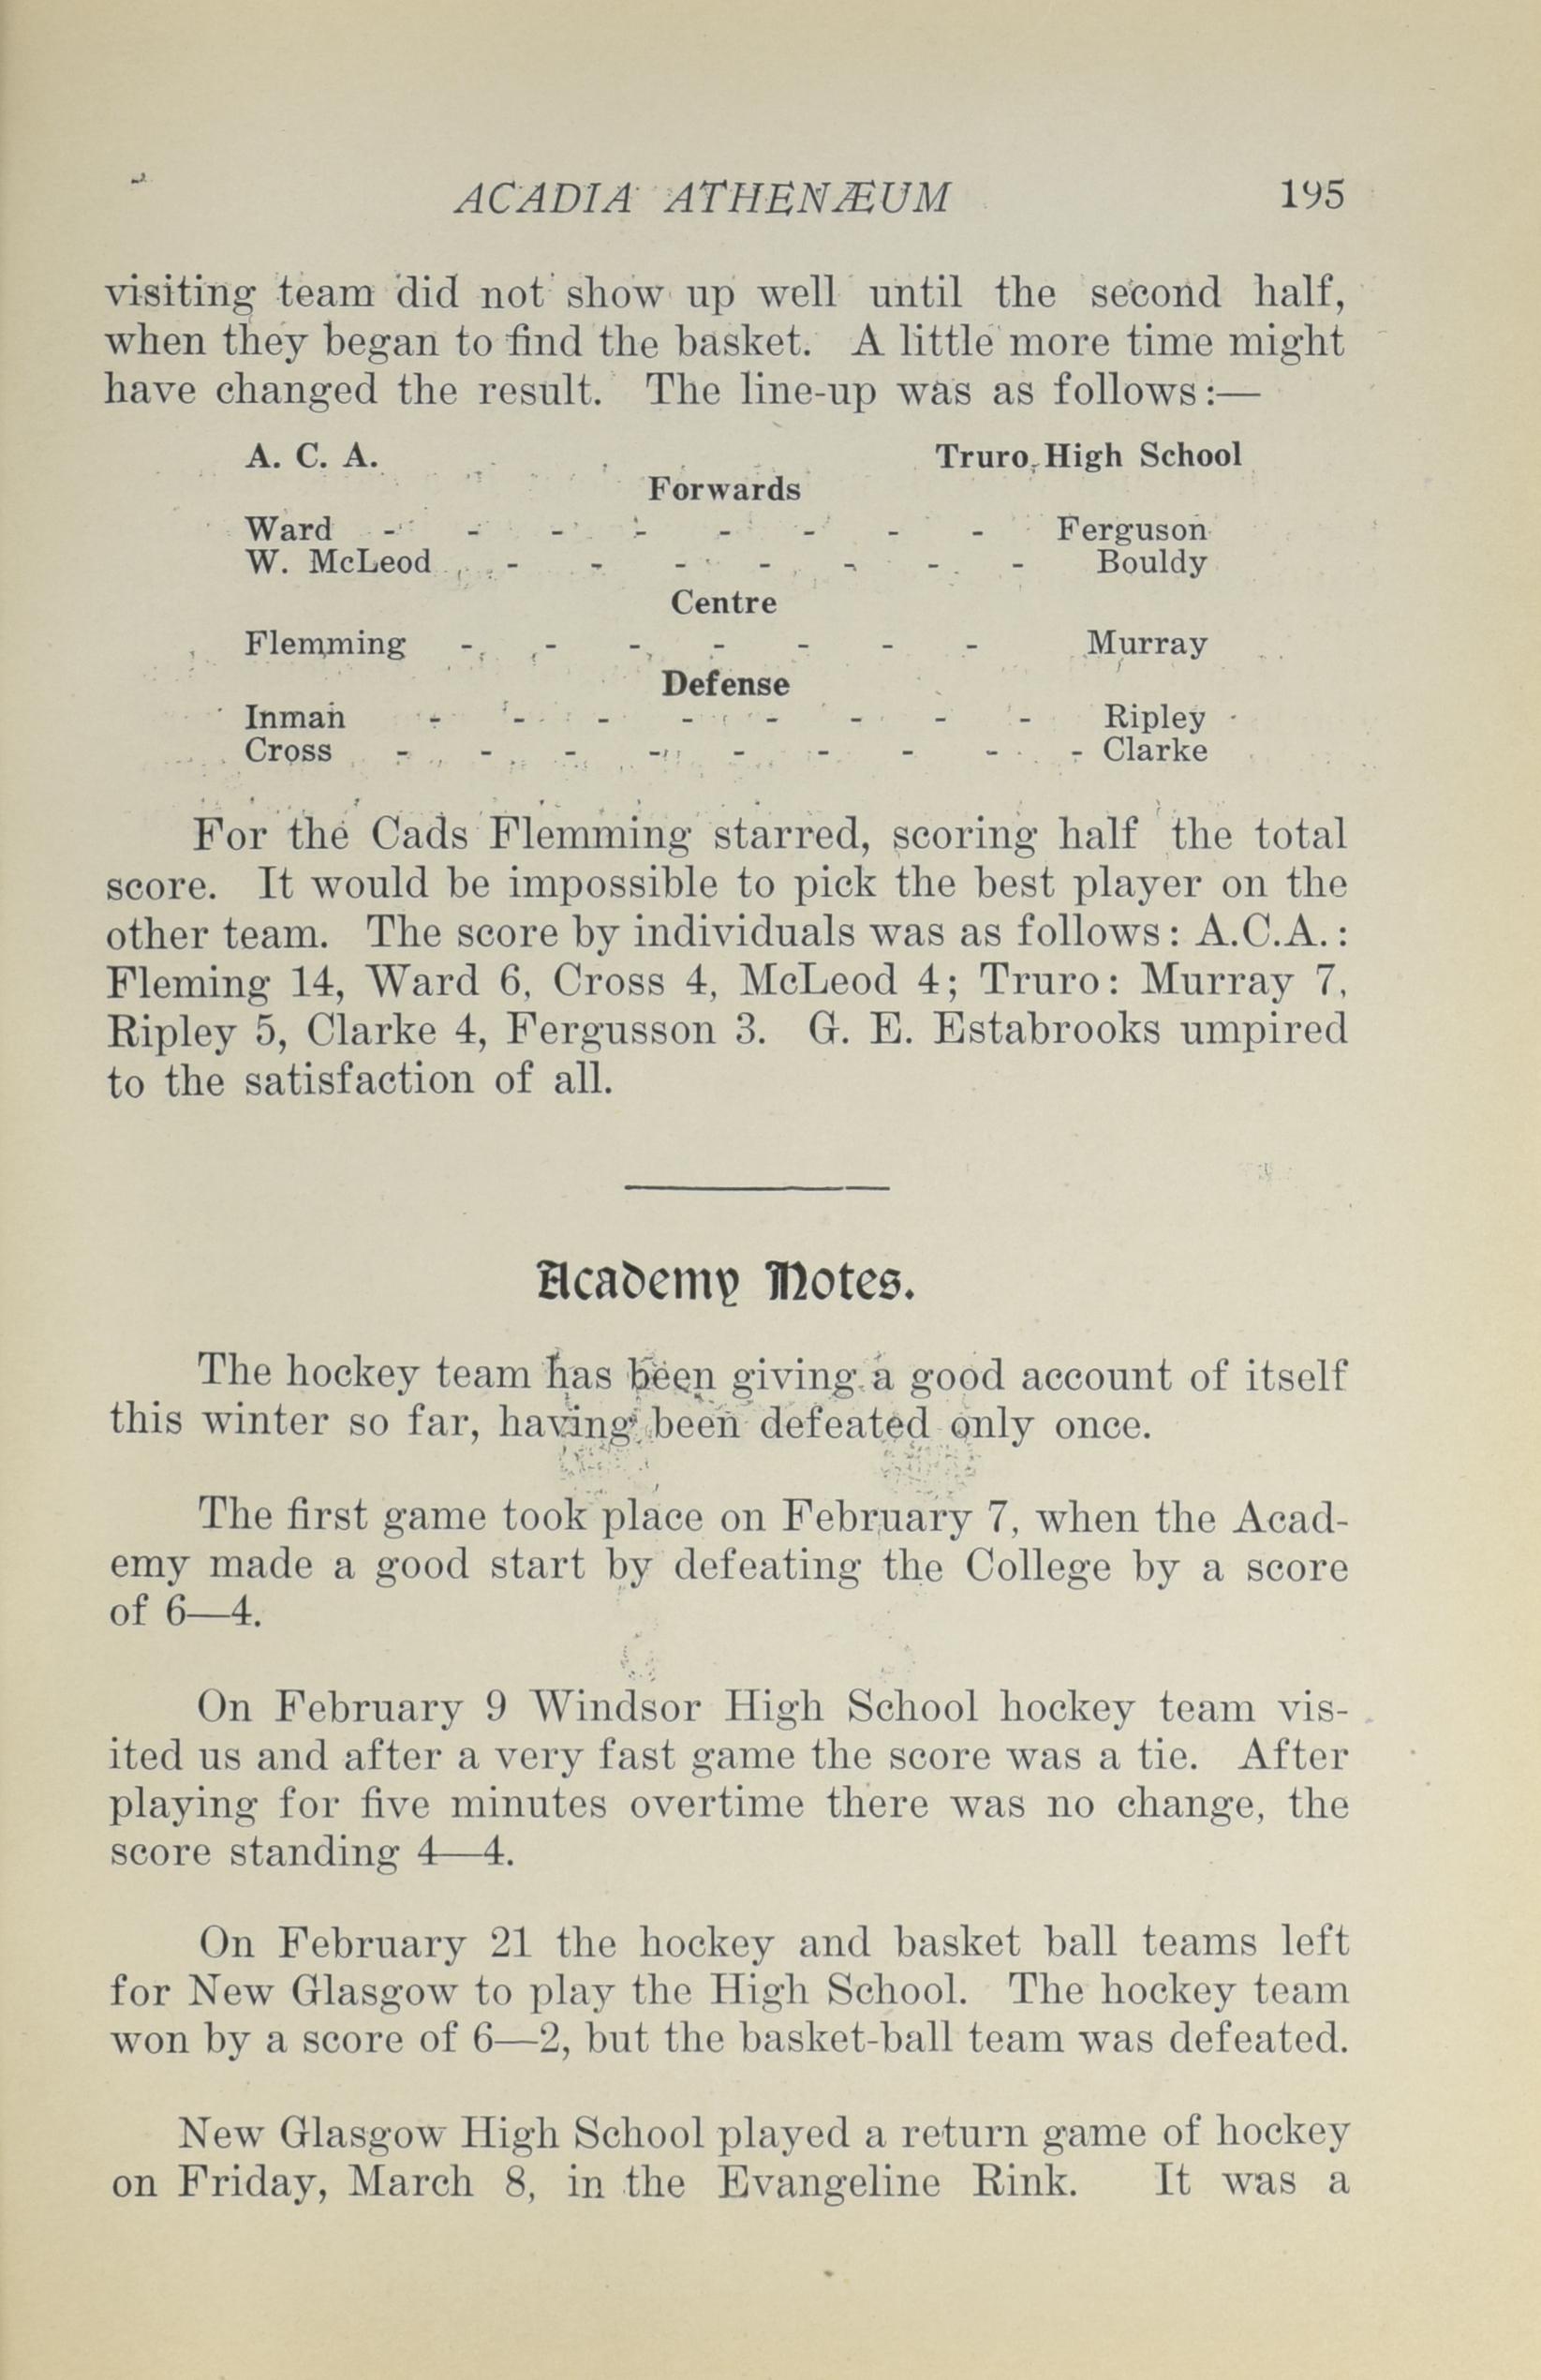 ACADIA ATHENÆUM 195
visiting team did not show up well until the second half,
when they began to find the basket. A little more time might
have changed the result. The line-up was as follows:—
A. C. A. Truro High School
Forwards
Ward - - - - - - - - Ferguson
W. McLeod - - - - - - - Bouldy
Centre
Flemming - - - - - - - Murray
Defense
Inman - - - - - - - - Ripley
Cross - - - - - - - - - Clarke
For the Cads Flemming starred, scoring half the total
score. It would be impossible to pick the best player on the
other team. The score by individuals was as follows: A.C.A.:
Fleming 14, Ward 6, Cross 4, McLeod 4; Truro: Murray 7,
Ripley 5, Clarke 4, Fergusson 3. G. E. Estabrooks umpired
to the satisfaction of all.
Academy Notes.
The hockey team has been giving a good account of itself
this winter so far, having been defeated only once.
The first game took place on February 7, when the Acad-
emy made a good start by defeating the College by a score
of 6—4.
On February 9 Windsor High School hockey team vis-
ited us and after a very fast game the score was a tie. After
playing for five minutes overtime there was no change, the
score standing 4—4.
On February 21 the hockey and basket ball teams left
for New Glasgow to play the High School. The hockey team
won by a score of 6—2, but the basket-ball team was defeated.
New Glasgow High School played a return game of hockey
on Friday, March 8, in the Evangeline Rink. It was a